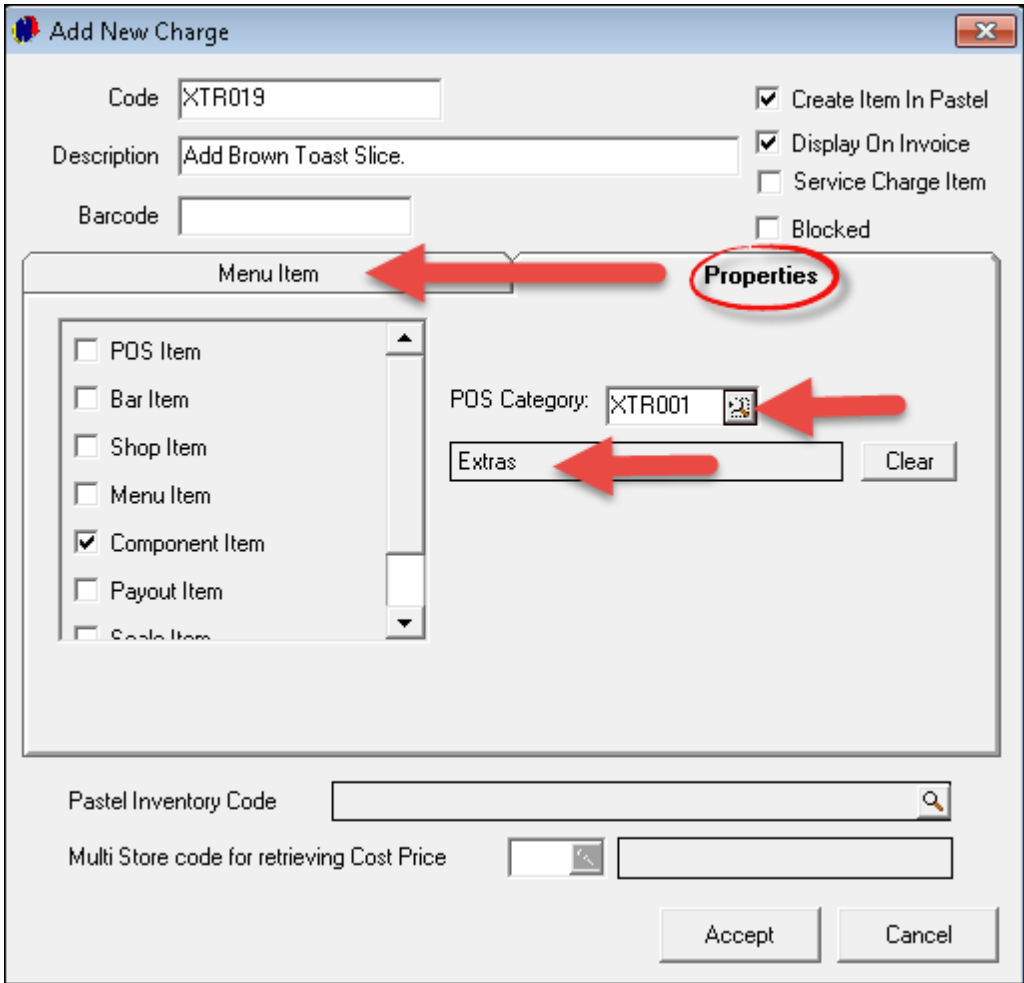 Add New Charge
Code XTR019
Create Item In Pastel
Description Add Brown Toast Slice.
Display On Invoice
Service Charge Item
Barcode
Blocked
Menu Item
Properties
POS Item
Bar Item
Shop Item
Menu Item
Component Item
Payout Item
Scale Item
POS Category: XTR001
Extras
Clear
Pastel Inventory Code
Multi Store code for retrieving Cost Price
Accept
Cancel